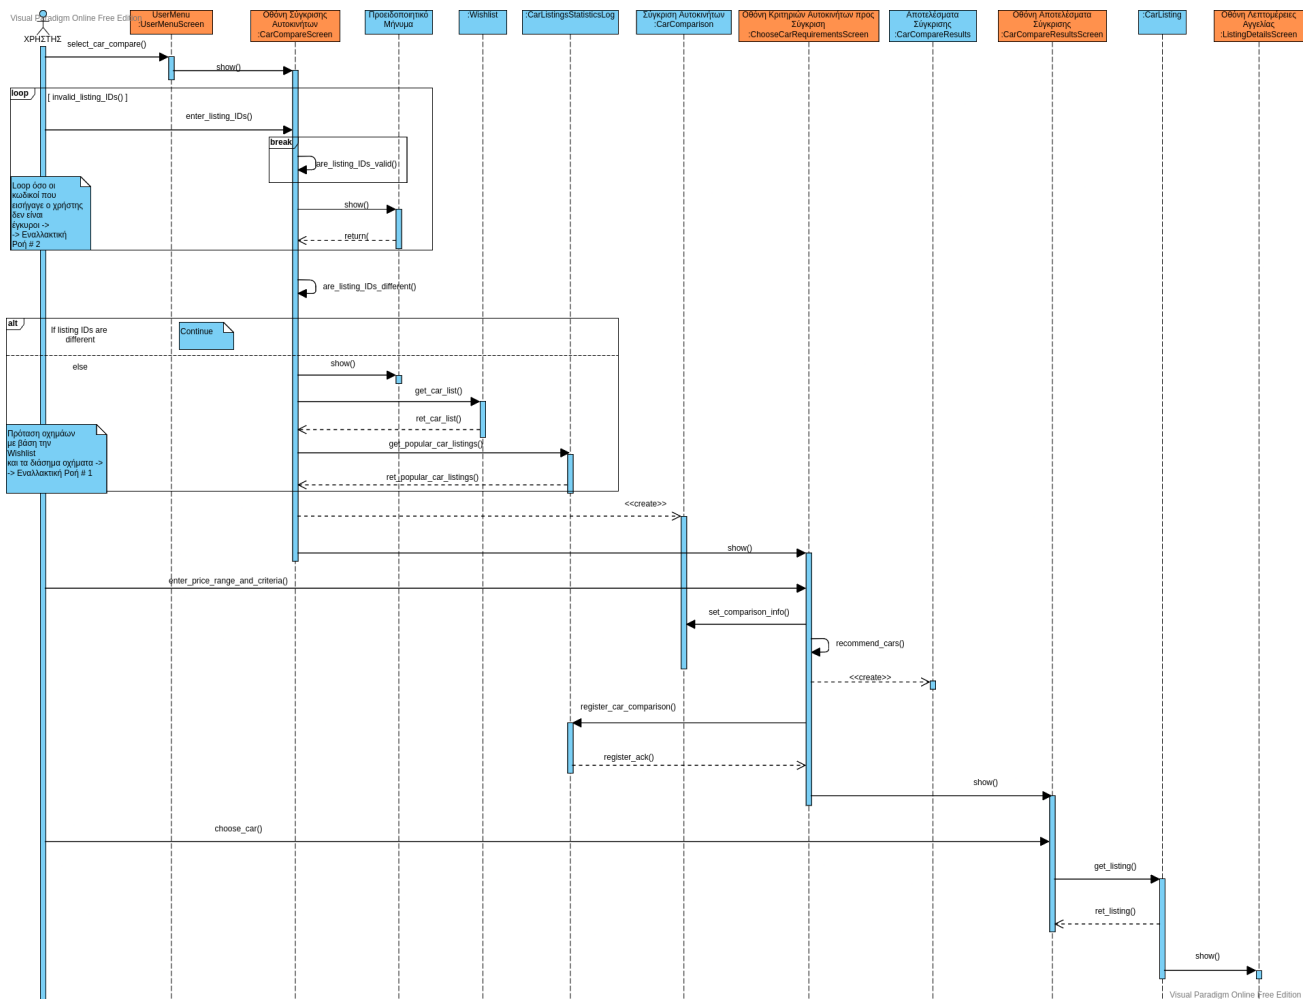 Visual Paradigm Online Free Edition
ΧΡΗΣΤΗΣ
UserMenu
:UserMenuScreen
Οθόνη Σύγκρισης
Αυτοκινήτων
:CarCompareScreen
Προειδοποιητικό
Μήνυμα
:Wishlist
:CarListingsStatisticsLog
Σύγκριση Αυτοκινήτων
:CarComparison
Οθόνη Κριτηριών Αυτοκινήτων προς
Σύγκριση
:ChooseCarRequirementsScreen
Αποτελέσματα
Σύγκρισης
:CarCompareResults
Οθόνη Αποτελέσματα
Σύγκρισης
:CarCompareResultsScreen
:CarListing
Οθόνη Λεπτομέρειες
Αγγελίας
:ListingDetailsScreen
select_car_compare()
show()
loop
[ invalid_listing_IDs() ]
enter_listing_IDs()
break
are_listing_IDs_valid()
Loop όσο οι
κωδικοί που
εισήγαγε ο χρήστης
δεν είναι
έγκυροι ->
-> Εναλλακτική
Ροή # 2
show()
return(
are_listing_IDs_different()
alt
If listing IDs are
different
Continue
else
show()
get_car_list()
ret_car_list()
Πρόταση οχημάων
με βάση την
Wishlist
και τα διάσημα οχήματα ->
-> Εναλλακτική Ροή # 1
get_popular_car_listings()
ret_popular_car_listings()
<<create>>
show()
enter_price_range_and_criteria()
set_comparison_info()
recommend_cars()
<<create>>
register_car_comparison()
register_ack()
show()
choose_car()
get_listing()
ret_listing()
show()
Visual Paradigm Online Free Edition